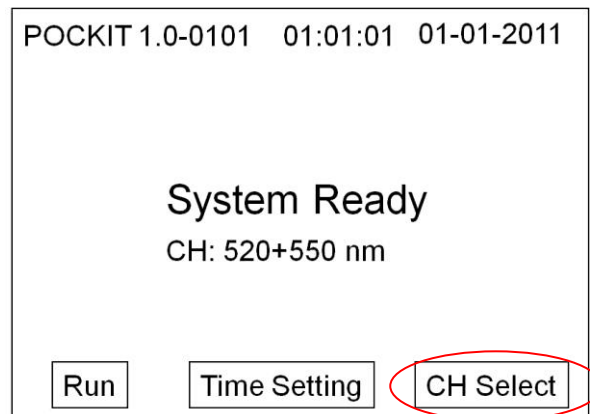 POCKIT 1.0-0101 01:01:01 01-01-2011
System Ready
CH: 520+550 nm
Run Time Setting CH Select